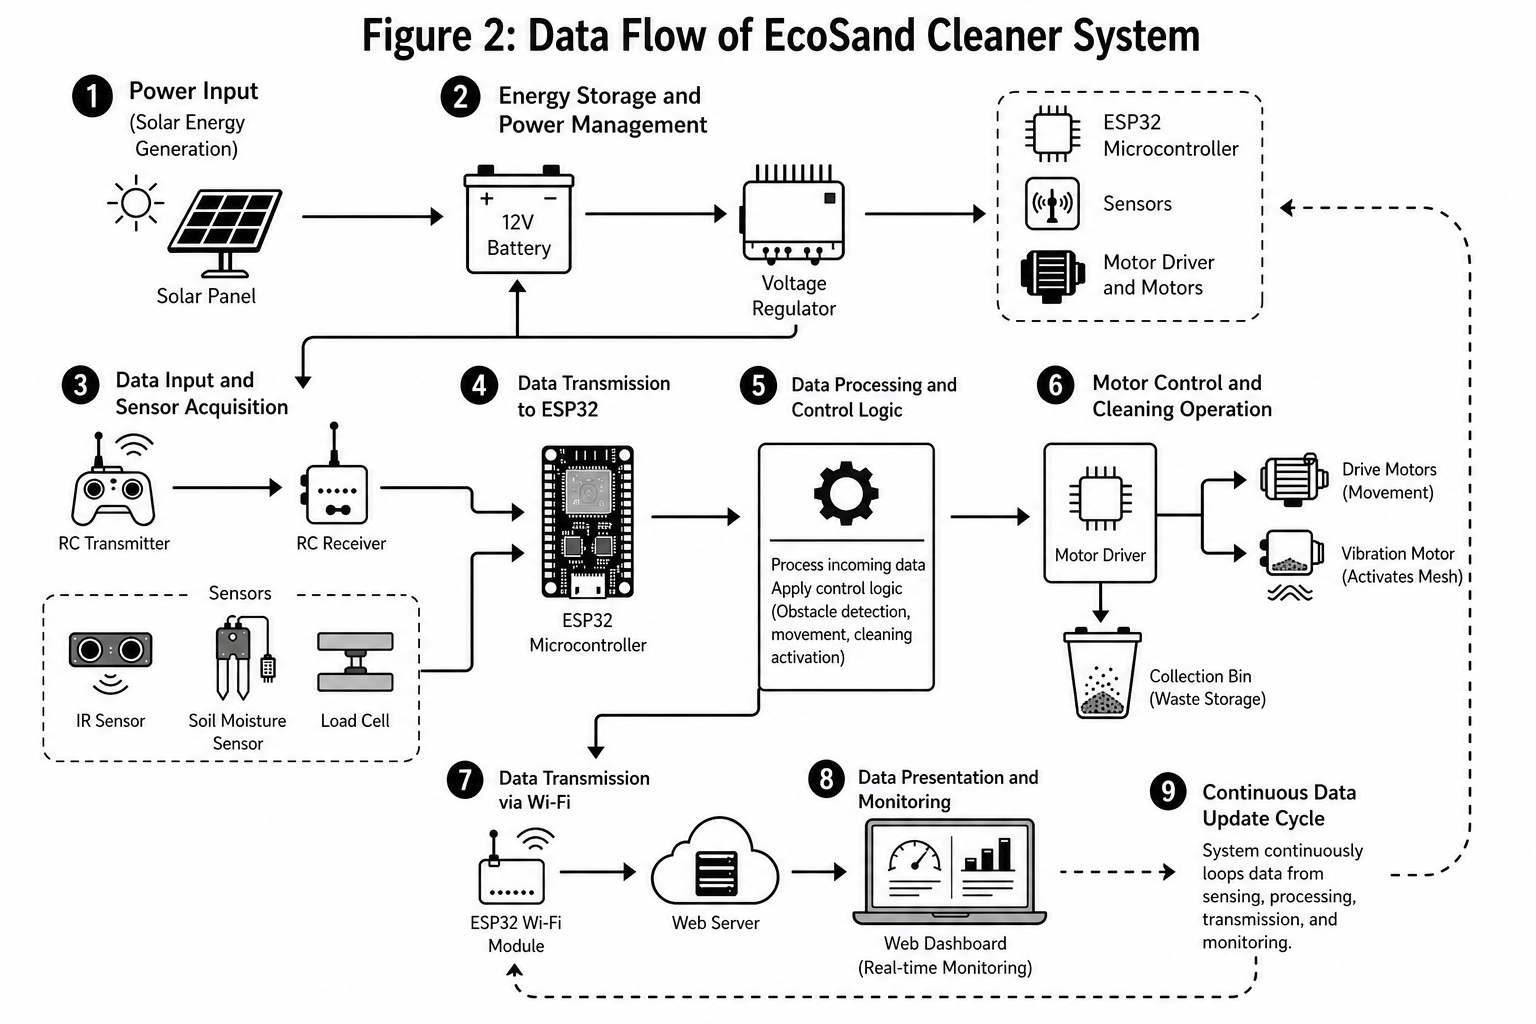 Figure 2: Data Flow of EcoSand Cleaner System
1 Power Input
(Solar Energy
Generation)
Solar Panel
2 Energy Storage and
Power Management
+ −
12V
Battery
Voltage
Regulator
ESP32
Microcontroller
Sensors
Motor Driver
and Motors
3 Data Input and
Sensor Acquisition
RC Transmitter
RC Receiver
Sensors
IR Sensor
Soil Moisture
Sensor
Load Cell
4 Data Transmission
to ESP32
ESP32
Microcontroller
5 Data Processing and
Control Logic
Process incoming data
Apply control logic
(Obstacle detection,
movement, cleaning
activation)
6 Motor Control and
Cleaning Operation
Motor Driver
Drive Motors
(Movement)
Vibration Motor
(Activates Mesh)
Collection Bin
(Waste Storage)
7 Data Transmission
via Wi-Fi
ESP32 Wi-Fi
Module
Web Server
8 Data Presentation and
Monitoring
Web Dashboard
(Real-time Monitoring)
9 Continuous Data
Update Cycle
System continuously
loops data from
sensing, processing,
transmission, and
monitoring.